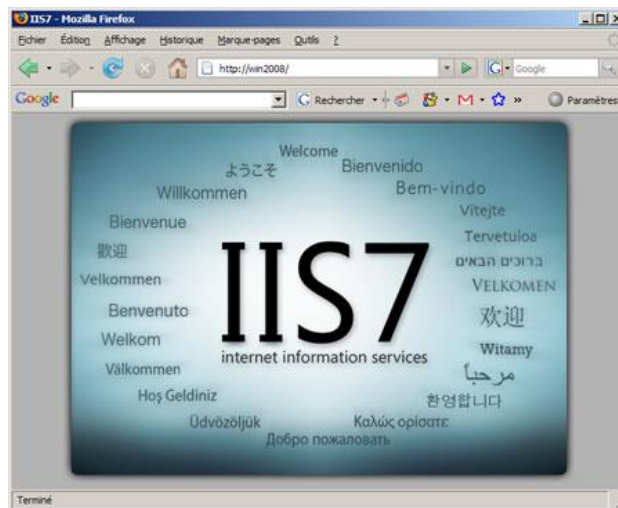 IIS7 - Mozilla Firefox
Fichier Édition Affichage Historique Marque-pages Outils ?
http://win2008/ Google
Google Rechercher Paramètres
Welcome
ようこそ Bienvenido
Willkommen Bem-vindo
Bienvenue Vítejte
歡迎 Tervetuloa
ברוכים הבאים
Velkommen VELKOMEN
Benvenuto 欢迎
IIS7
Welkom Witamy
internet information services
Välkommen مرحباً
Hoş Geldiniz 환영합니다
Üdvözöljük Καλώς ορίσατε
Добро пожаловать
Terminé